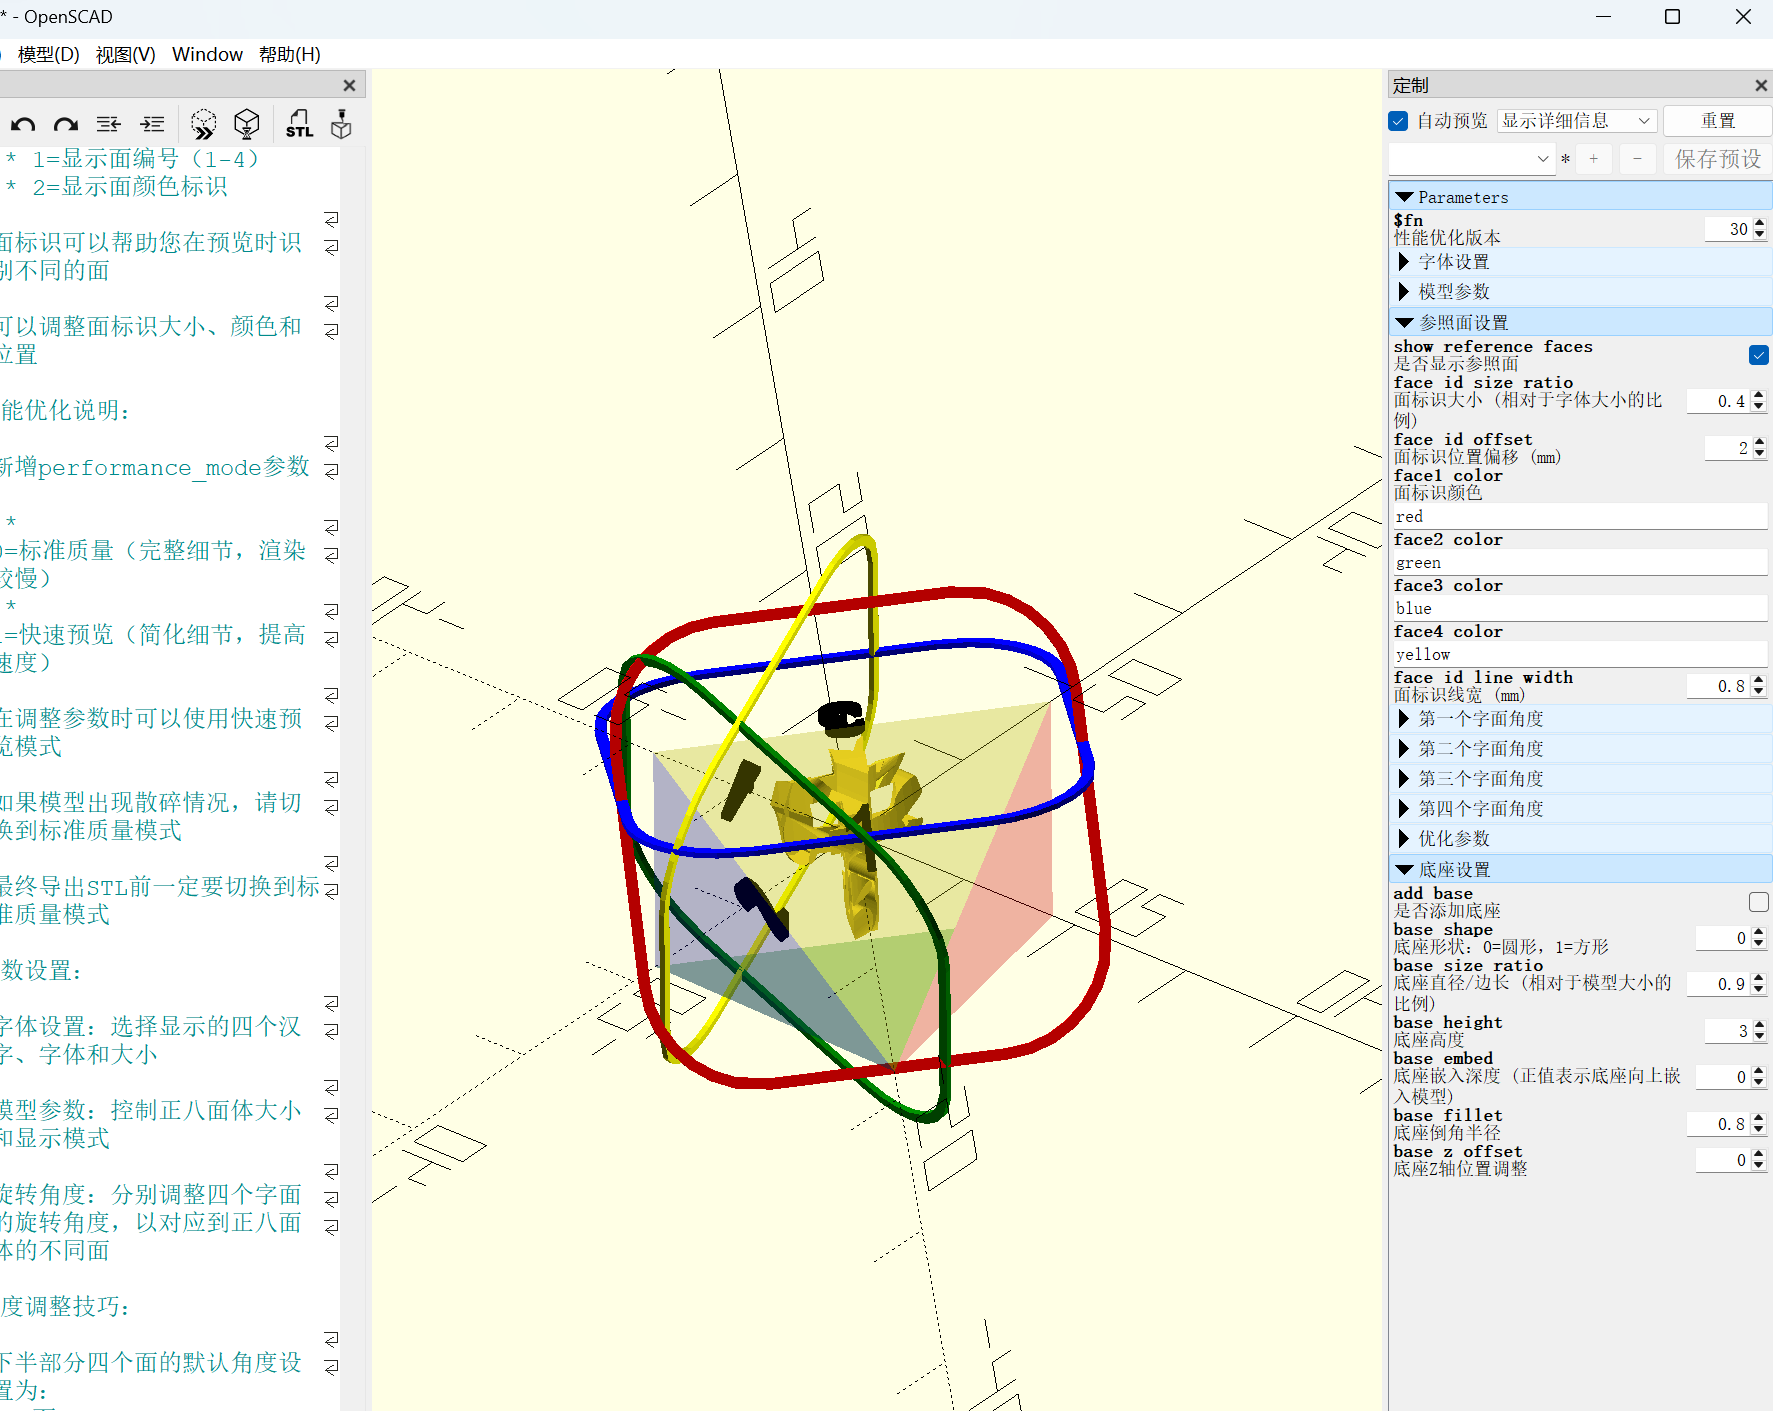 * - OpenSCAD
模型(D) 视图(V) Window 帮助(H)
STL
* 1=显示面编号（1-4）
* 2=显示面颜色标识
面标识可以帮助您在预览时识
别不同的面
可以调整面标识大小、颜色和
位置
能优化说明：
新增performance_mode参数
*
0=标准质量（完整细节，渲染
较慢）
*
1=快速预览（简化细节，提高
速度）
在调整参数时可以使用快速预
览模式
如果模型出现散碎情况，请切
换到标准质量模式
最终导出STL前一定要切换到标
准质量模式
数设置：
字体设置：选择显示的四个汉
字、字体和大小
模型参数：控制正八面体大小
和显示模式
旋转角度：分别调整四个字面
的旋转角度，以对应到正八面
体的不同面
度调整技巧：
下半部分四个面的默认角度设
置为：
定制
自动预览 显示详细信息 重置
* + - 保存预设
Parameters
$fn
性能优化版本 30
字体设置
模型参数
参照面设置
show reference faces
是否显示参照面
face id size ratio
面标识大小 (相对于字体大小的比
例) 0.4
face id offset
面标识位置偏移 (mm) 2
face1 color
面标识颜色
red
face2 color
green
face3 color
blue
face4 color
yellow
face id line width
面标识线宽 (mm) 0.8
第一个字面角度
第二个字面角度
第三个字面角度
第四个字面角度
优化参数
底座设置
add base
是否添加底座
base shape
底座形状: 0=圆形, 1=方形 0
base size ratio
底座直径/边长 (相对于模型大小的
比例) 0.9
base height
底座高度 3
base embed
底座嵌入深度 (正值表示底座向上嵌
入模型) 0
base fillet
底座倒角半径 0.8
base z offset
底座Z轴位置调整 0